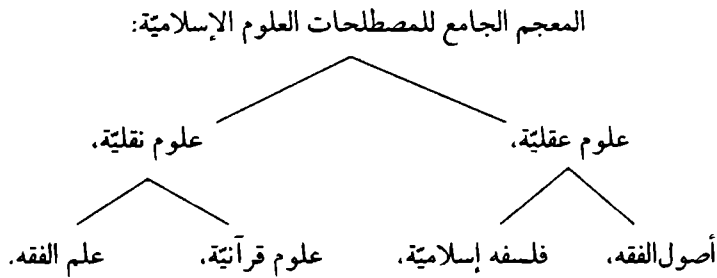 المعجم الجامع للمصطلحات العلوم الإسلاميّة:
علوم عقليّة، علوم نقليّة،
أصول الفقه، فلسفه إسلاميّة، علوم قرآنيّة، علم الفقه.